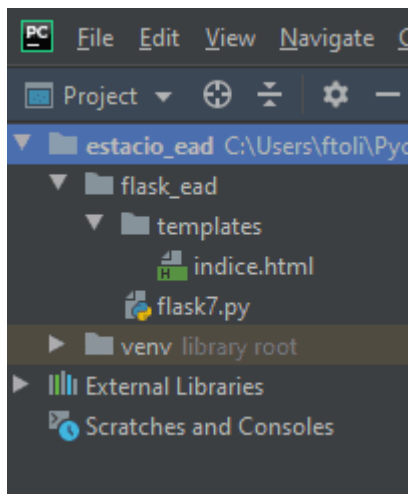 PC File Edit View Navigate
Project
estacio_ead C:\Users\ftoli\Pyc
flask_ead
templates
H indice.html
flask7.py
venv library root
External Libraries
Scratches and Consoles